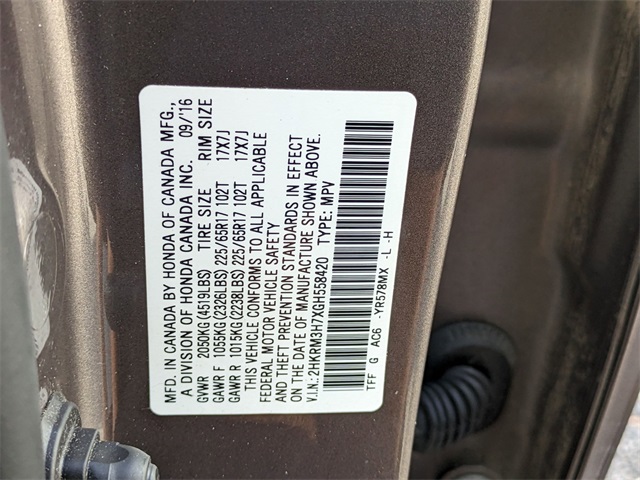 MFD. IN CANADA BY HONDA OF CANADA MFG.,
A DIVISION OF HONDA CANADA INC. 09/16
GVWR 2050KG (4519LBS) TIRE SIZE RIM SIZE
GAWR F 1055KG (2326LBS) 225/65R17 102T 17X7J
GAWR R 1015KG (2238LBS) 225/65R17 102T 17X7J
THIS VEHICLE CONFORMS TO ALL APPLICABLE
FEDERAL MOTOR VEHICLE SAFETY
AND THEFT PREVENTION STANDARDS IN EFFECT
ON THE DATE OF MANUFACTURE SHOWN ABOVE.
V.I.N.: 2HKRM3H7XGH558420 TYPE: MPV
TFF G AC6 -YR578MX -L -H